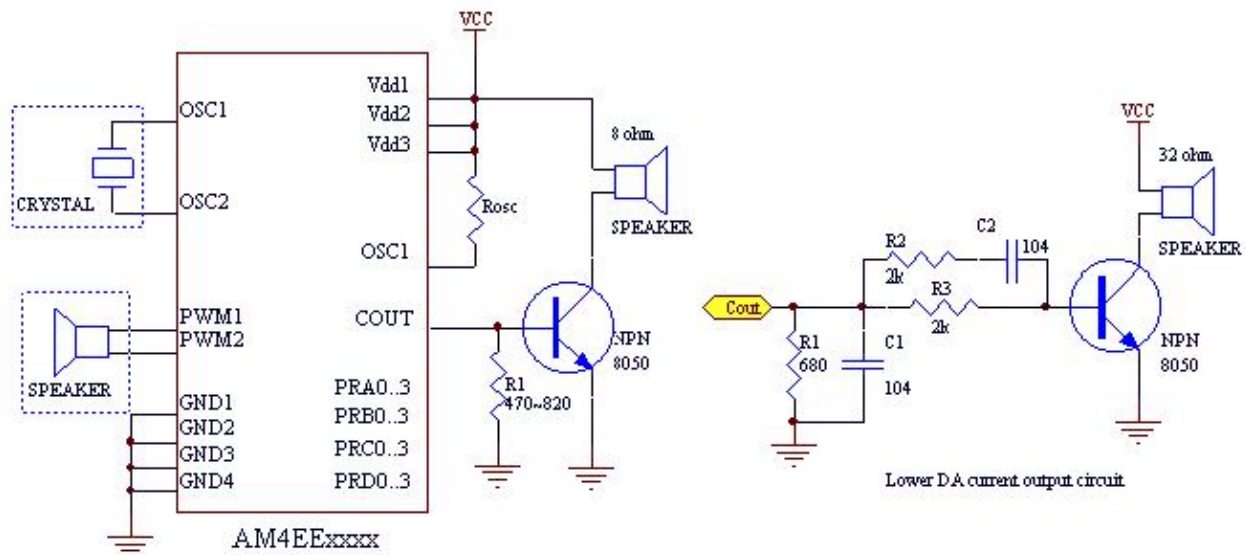 VCC
Vdd1
OSC1
Vdd2
8 ohm
Vdd3
VCC
32 ohm
CRYSTAL
OSC2
Rosc
SPEAKER
OSC1
R2
2k
C2
104
SPEAKER
R3
2k
Cout
PWM1
PWM2
COUT
NPN
8050
R1
680
C1
104
NPN
8050
SPEAKER
R1
470~820
PRA0..3
GND1
PRB0..3
GND2
GND3
PRC0..3
GND4
PRD0..3
Lower DA current output circuit
AM4EExxxx